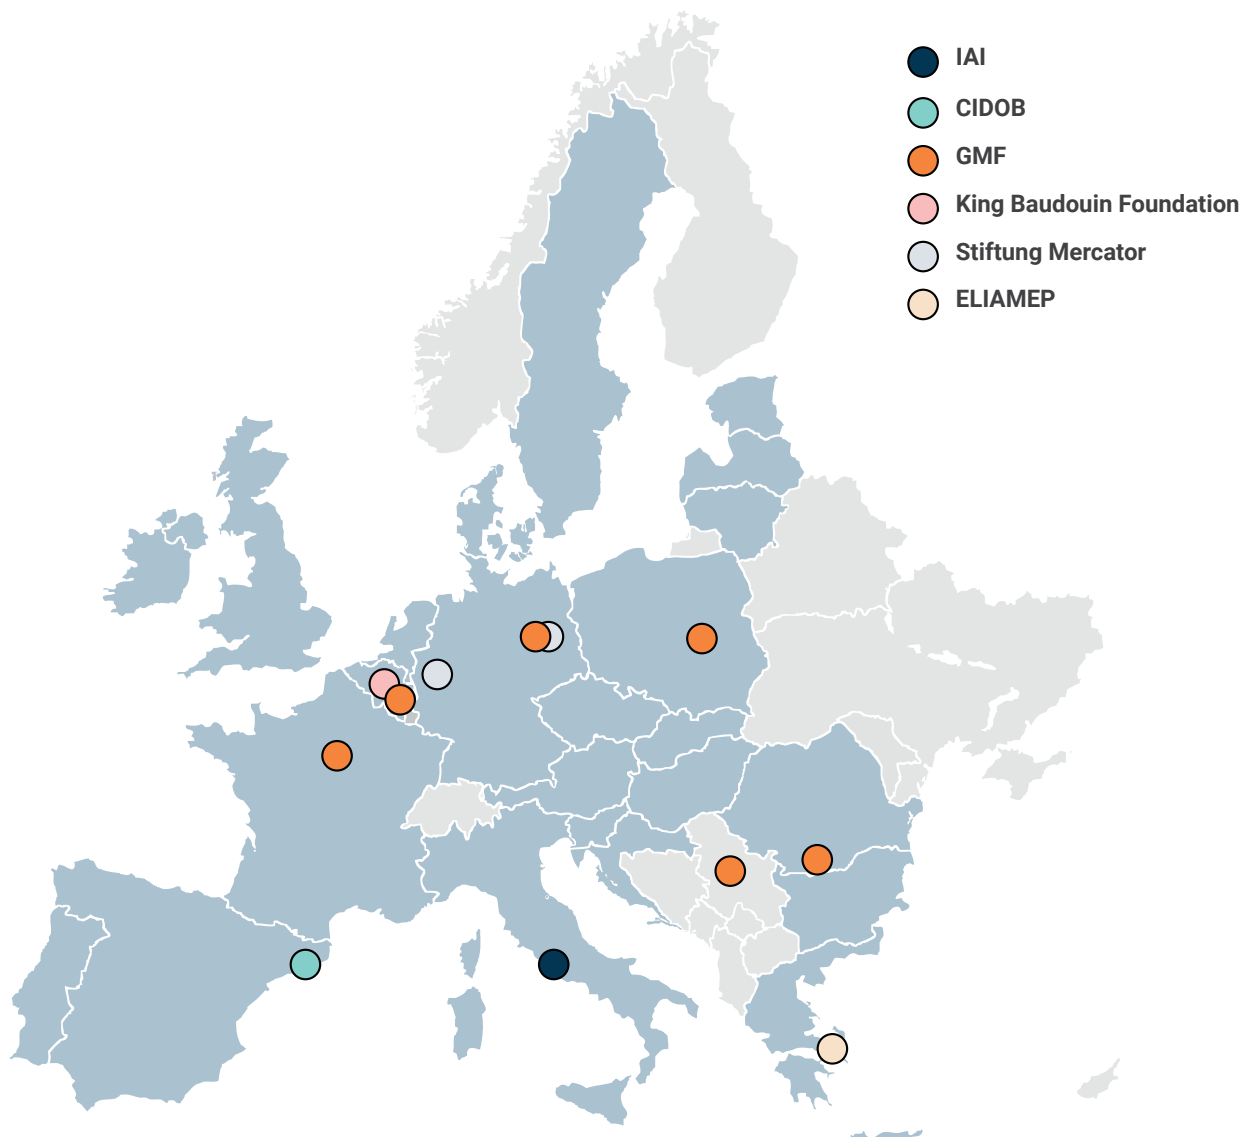 IAI
CIDOB
GMF
King Baudouin Foundation
Stiftung Mercator
ELIAMEP